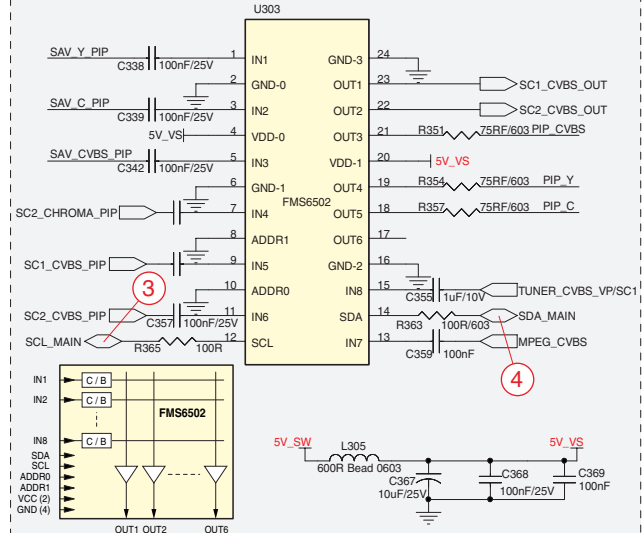 U303
SAV_Y_PIP
C338 100nF/25V
1 IN1
GND-3 24
2 GND-0
OUT1 23
SC1_CVBS_OUT
SAV_C_PIP
C339 100nF/25V
3 IN2
OUT2 22
SC2_CVBS_OUT
5V_VS
4 VDD-0
OUT3 21
R351 75RF/603 PIP_CVBS
SAV_CVBS_PIP
C342 100nF/25V
5 IN3
VDD-1 20
5V_VS
6 GND-1
OUT4 19
R354 75RF/603 PIP_Y
FMS6502
SC2_CHROMA_PIP
7 IN4
OUT5 18
R357 75RF/603 PIP_C
8 ADDR1
OUT6 17
SC1_CVBS_PIP
9 IN5
GND-2 16
3
10 ADDR0
IN8 15
C355 1uF/10V
TUNER_CVBS_VP/SC1
SC2_CVBS_PIP
C357 100nF/25V
11 IN6
SDA 14
R363 100R/603
SDA_MAIN
SCL_MAIN
R365 100R
12 SCL
IN7 13
C359 100nF
MPEG_CVBS
4
IN1 C / B
IN2 C / B
FMS6502
IN8 C / B
SDA
SCL
ADDR0
ADDR1
VCC (2)
GND (4)
OUT1 OUT2 OUT6
5V_SW
L305
600R Bead 0603
5V_VS
C367
10uF/25V
C368
100nF/25V
C369
100nF